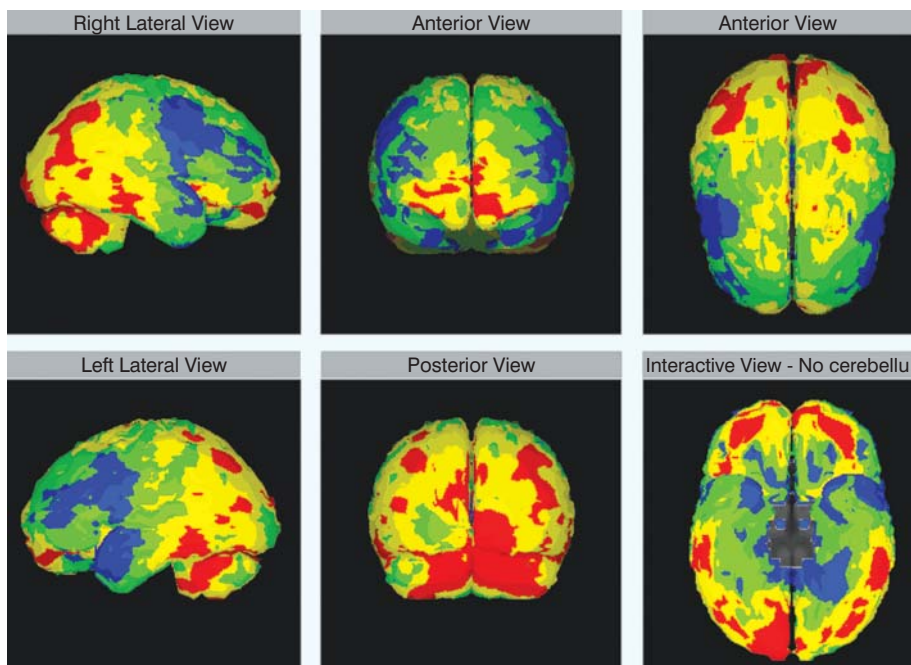 Right Lateral View
Anterior View
Anterior View
Left Lateral View
Posterior View
Interactive View - No cerebellu